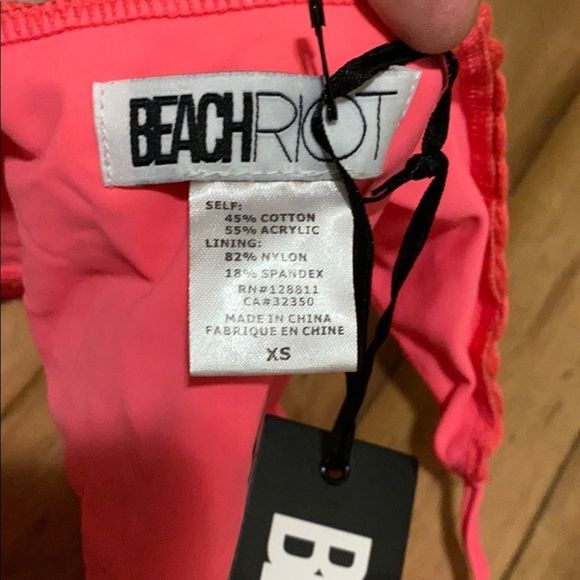 BEACHRIOT
SELF:
45% COTTON
55% ACRYLIC
LINING:
82% NYLON
18% SPANDEX
RN#128811
CA#32350
MADE IN CHINA
FABRIQUE EN CHINE
XS